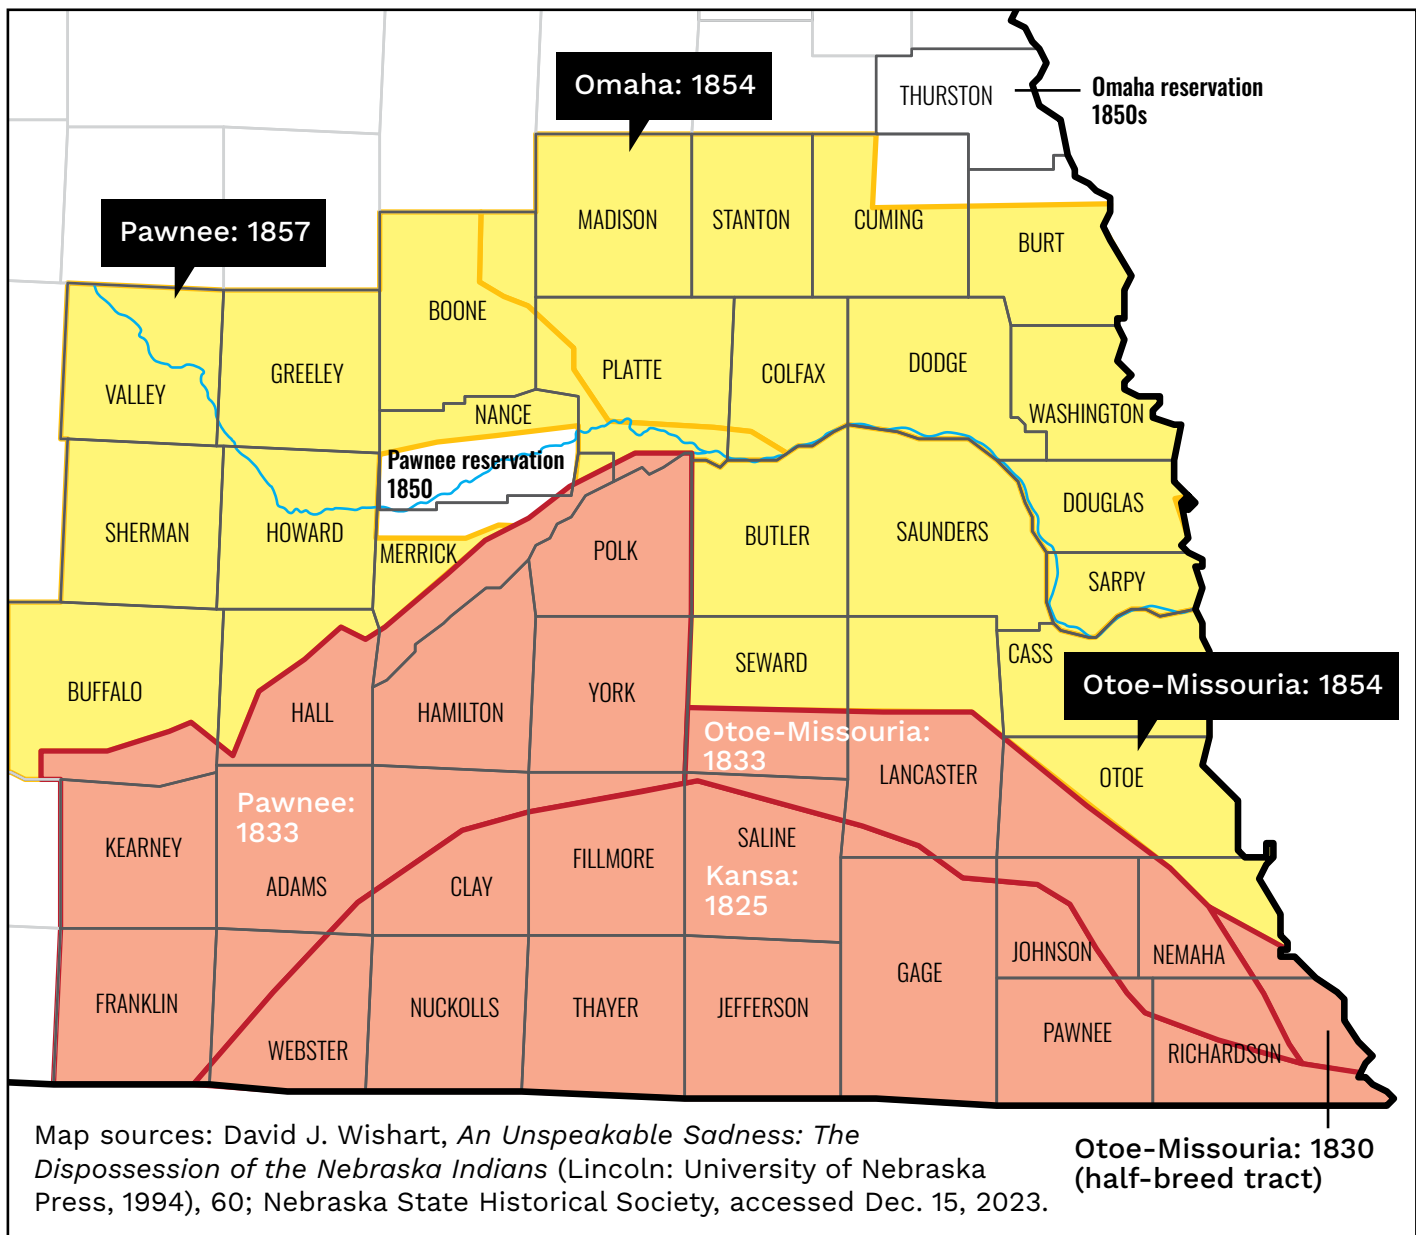 Omaha: 1854
THURSTON
Omaha reservation
1850s
Pawnee: 1857
MADISON
STANTON
CUMING
BURT
BOONE
GREELEY
VALLEY
PLATTE
COLFAX
DODGE
WASHINGTON
NANCE
Pawnee reservation
1850
SHERMAN
HOWARD
MERRICK
POLK
BUTLER
SAUNDERS
DOUGLAS
SARPY
BUFFALO
HALL
HAMILTON
YORK
SEWARD
CASS
Otoe-Missouria: 1854
Otoe-Missouria:
1833
LANCASTER
OTOE
Pawnee:
1833
KEARNEY
ADAMS
CLAY
FILLMORE
SALINE
Kansa:
1825
GAGE
JOHNSON
NEMAHA
FRANKLIN
WEBSTER
NUCKOLLS
THAYER
JEFFERSON
PAWNEE
RICHARDSON
Map sources: David J. Wishart, An Unspeakable Sadness: The
Dispossession of the Nebraska Indians (Lincoln: University of Nebraska
Press, 1994), 60; Nebraska State Historical Society, accessed Dec. 15, 2023.
Otoe-Missouria: 1830
(half-breed tract)